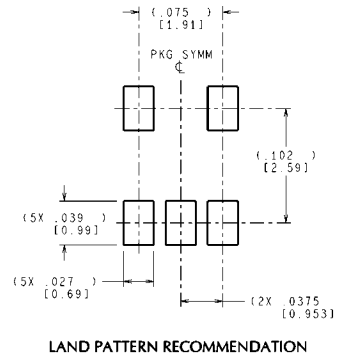 (.075 )
[1.91]
PKG SYMM
℄
(.102 )
[2.59]
(5X .039 )
[0.99]
(5X .027 )
[0.69]
(2X .0375
[0.953]
LAND PATTERN RECOMMENDATION